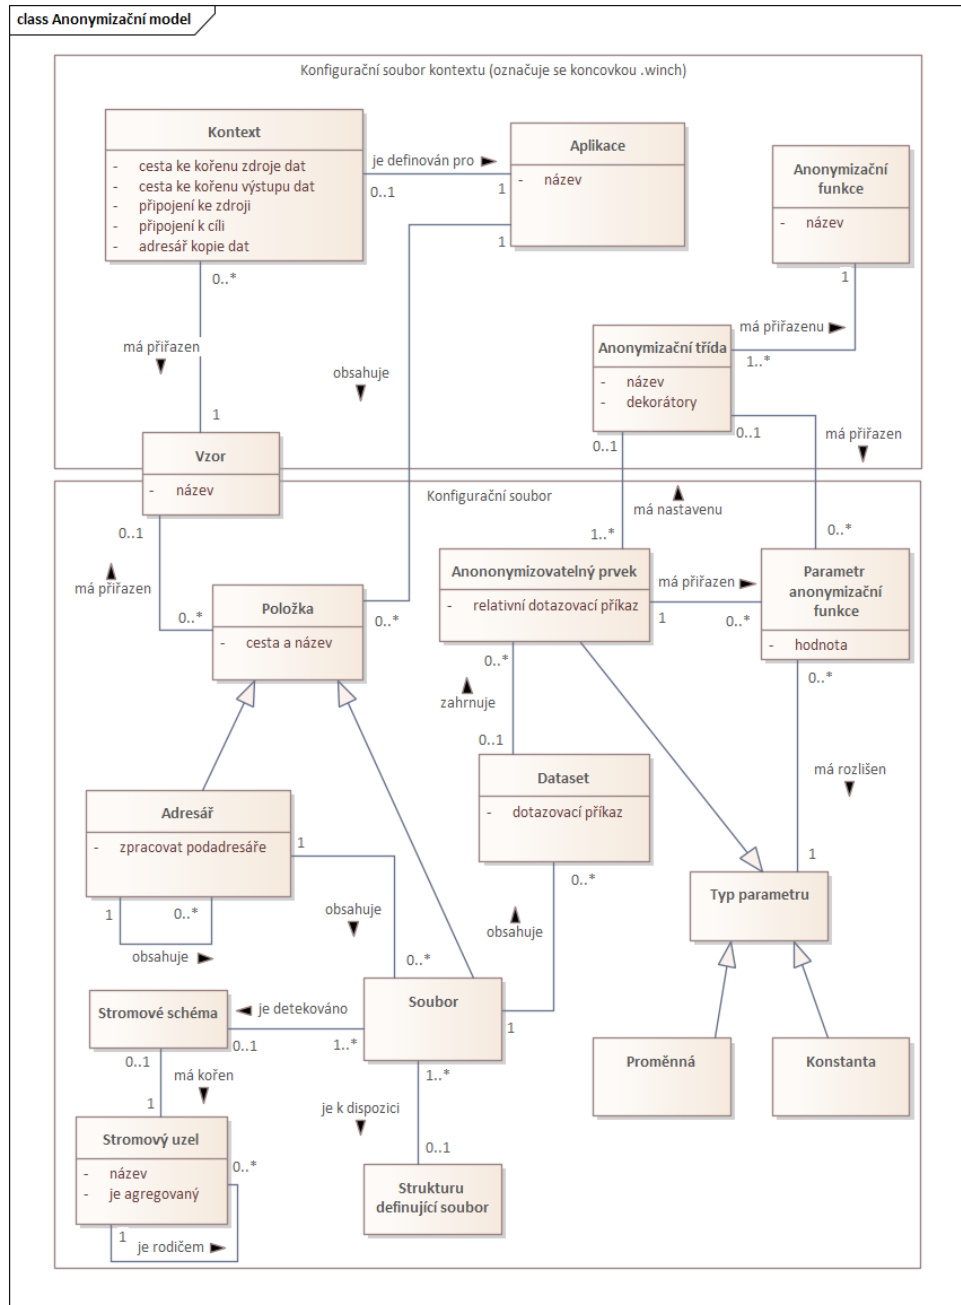 class Anonymizační model
Konfigurační soubor kontextu (označuje se koncovkou .winch)
Kontext
- cesta ke kořenu zdroje dat
- cesta ke kořenu výstupu dat
- připojení ke zdroji
- připojení k cíli
- adresář kopie dat
je definován pro
0..1
1
Aplikace
- název
1
Anonymizační
funkce
- název
1
0..*
má přiřazenu
1..*
Anonymizační třída
- název
- dekorátory
má přiřazen
obsahuje
1
0..1
0..1
má přiřazen
Vzor
- název
Konfigurační soubor
má nastavenu
0..1
1..*
0..*
má přiřazen
0..*
Položka
- cesta a název
0..*
Anononymizovatelný prvek
- relativní dotazovací příkaz
má přiřazen
1
0..*
Parametr
anonymizační
funkce
- hodnota
0..*
0..*
zahrnuje
0..1
Dataset
- dotazovací příkaz
0..*
má rozlišen
1
Adresář
- zpracovat podadresáře
1
1
0..*
obsahuje
obsahuje
0..*
obsahuje
Typ parametru
Stromové schéma
je detekováno
0..1
1..*
Soubor
1
0..1
má kořen
1
1..*
je k dispozici
0..1
Proměnná
Konstanta
Stromový uzel
- název
- je agregovaný
0..*
1
je rodičem
Strukturu
definující soubor